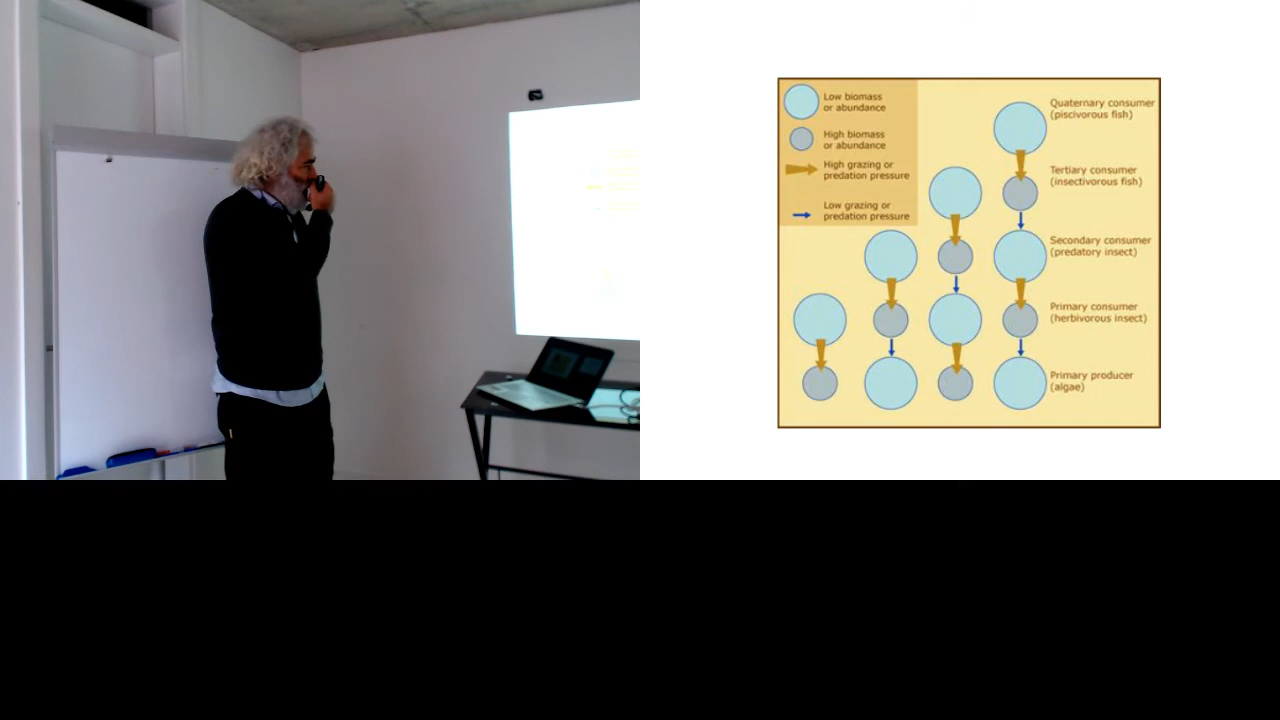 Low biomass
or abundance
High biomass
or abundance
High grazing or
predation pressure
Low grazing or
predation pressure
Quaternary consumer
(piscivorous fish)
Tertiary consumer
(insectivorous fish)
Secondary consumer
(predatory insect)
Primary consumer
(herbivorous insect)
Primary producer
(algae)